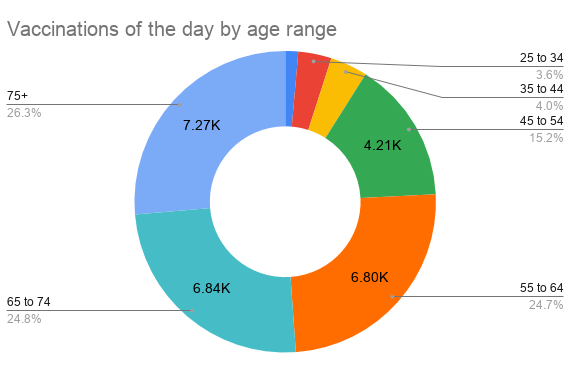 Vaccinations of the day by age range
25 to 34
3.6%
35 to 44
4.0%
45 to 54
15.2%
75+
26.3%
7.27K
4.21K
6.84K
6.80K
55 to 64
24.7%
65 to 74
24.8%